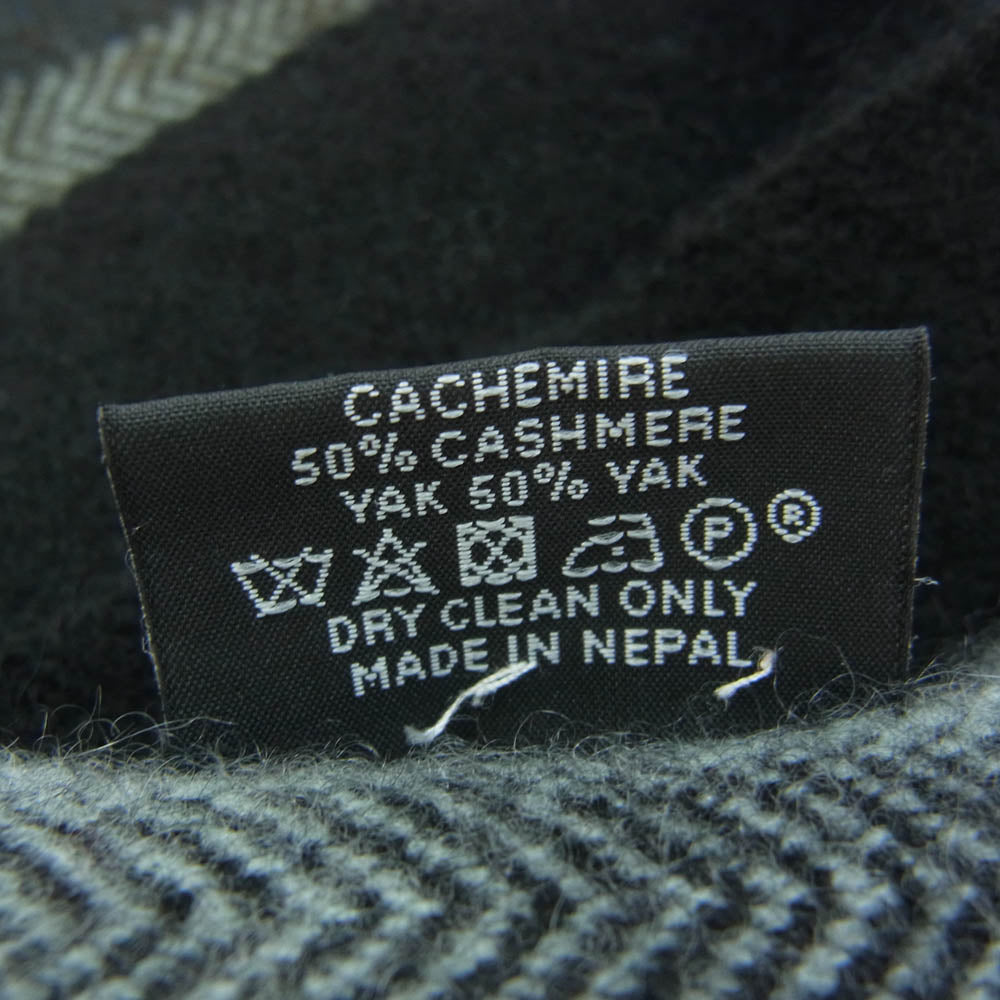 CACHEMIRE
50% CASHMERE
YAK 50% YAK
P ®
DRY CLEAN ONLY
MADE IN NEPAL